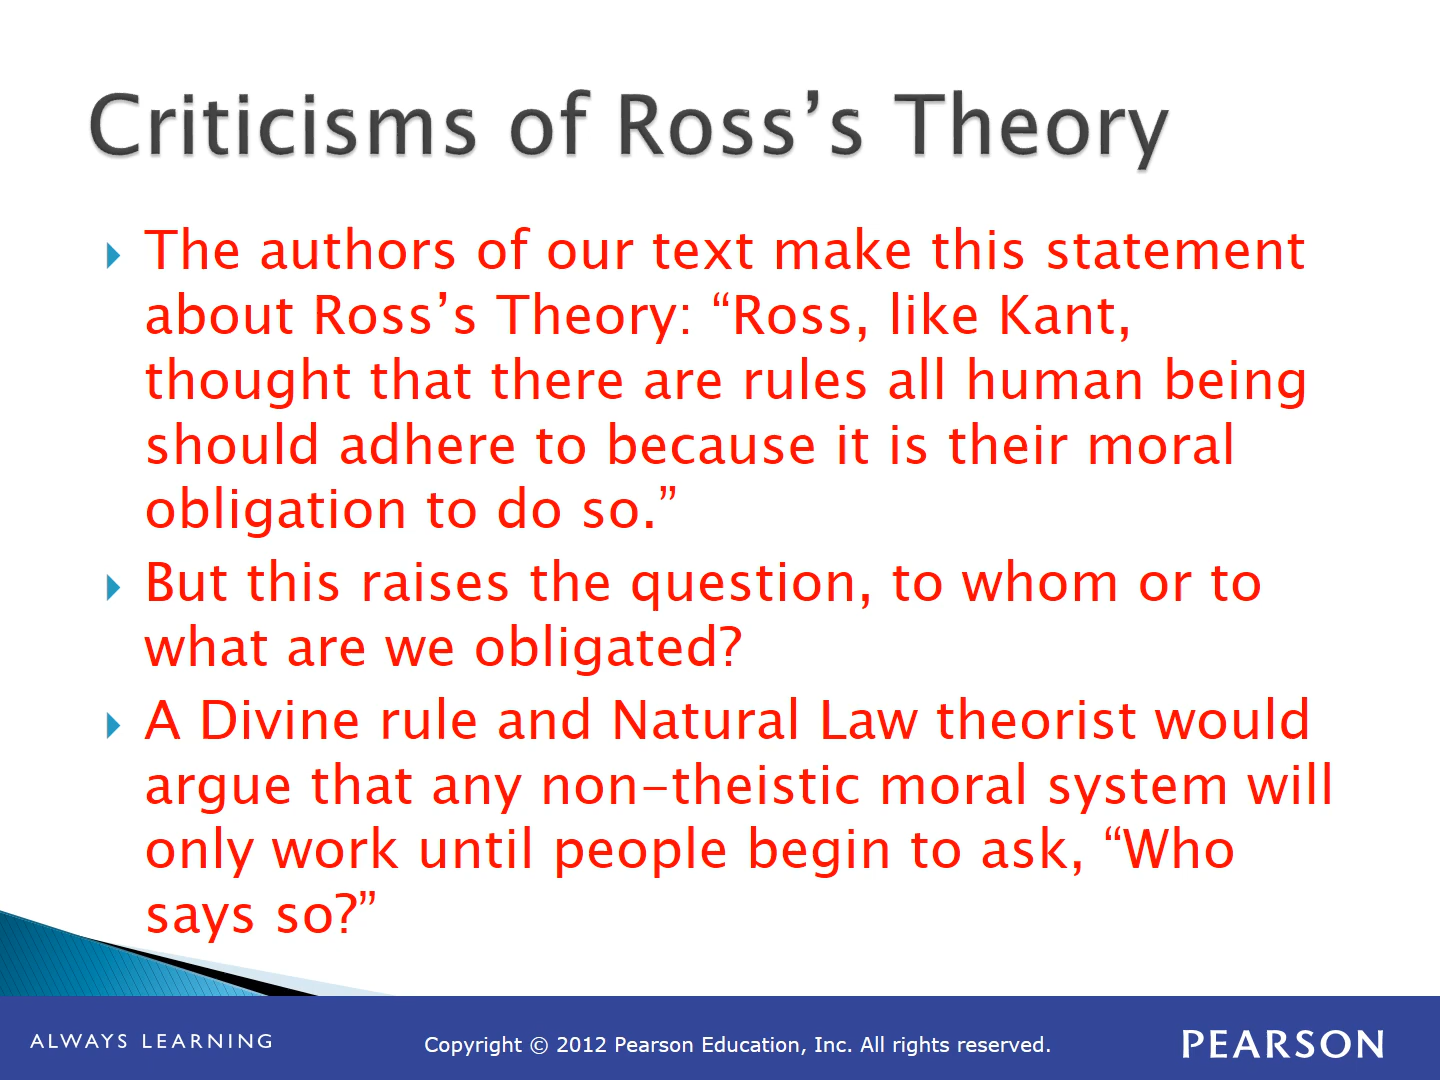 Criticisms of Ross’s Theory
The authors of our text make this statement
about Ross’s Theory: “Ross, like Kant,
thought that there are rules all human being
should adhere to because it is their moral
obligation to do so.”
But this raises the question, to whom or to
what are we obligated?
A Divine rule and Natural Law theorist would
argue that any non-theistic moral system will
only work until people begin to ask, “Who
says so?”
ALWAYS LEARNING
Copyright © 2012 Pearson Education, Inc. All rights reserved.
PEARSON